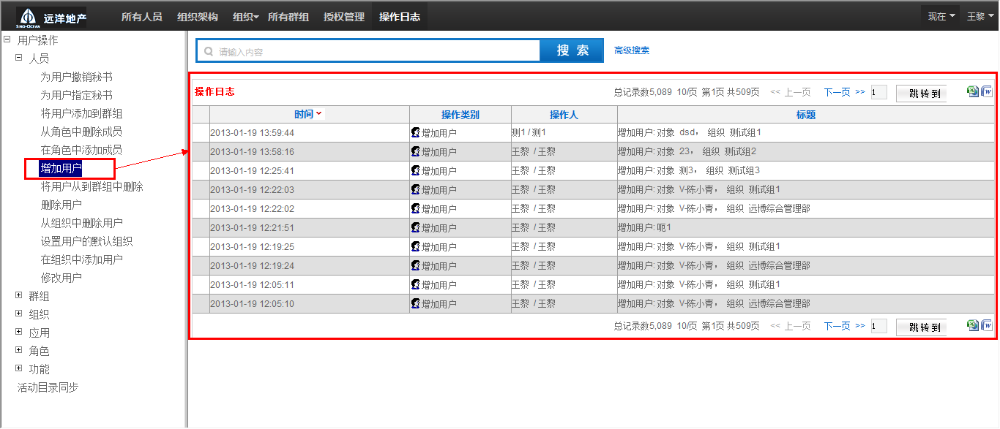 SINO-OCEAN 远洋地产 所有人员 组织架构 组织 所有群组 授权管理 操作日志 现在 王黎
用户操作
人员
为用户撤销秘书
为用户指定秘书
将用户添加到群组
从角色中删除成员
在角色中添加成员
增加用户
将用户从到群组中删除
删除用户
从组织中删除用户
设置用户的默认组织
在组织中添加用户
修改用户
群组
组织
应用
角色
功能
活动目录同步
请输入内容 搜 索 高级搜索
操作日志 总记录数5,089 10/页 第1页 共509页 << 上一页 下一页 >> 1 跳 转 到
时间 操作类别 操作人 标题
2013-01-19 13:59:44 增加用户 测1 / 测1 增加用户: 对象 dsd， 组织 测试组1
2013-01-19 13:58:16 增加用户 王黎 / 王黎 增加用户: 对象 23， 组织 测试组2
2013-01-19 12:25:41 增加用户 王黎 / 王黎 增加用户: 对象 测3， 组织 测试组3
2013-01-19 12:22:03 增加用户 王黎 / 王黎 增加用户: 对象 V-陈小青， 组织 测试组1
2013-01-19 12:22:02 增加用户 王黎 / 王黎 增加用户: 对象 V-陈小青， 组织 远博综合管理部
2013-01-19 12:21:51 增加用户 王黎 / 王黎 增加用户: 呃1
2013-01-19 12:19:25 增加用户 王黎 / 王黎 增加用户: 对象 V-陈小青， 组织 测试组1
2013-01-19 12:19:24 增加用户 王黎 / 王黎 增加用户: 对象 V-陈小青， 组织 远博综合管理部
2013-01-19 12:05:11 增加用户 王黎 / 王黎 增加用户: 对象 V-陈小青， 组织 测试组1
2013-01-19 12:05:10 增加用户 王黎 / 王黎 增加用户: 对象 V-陈小青， 组织 远博综合管理部
总记录数5,089 10/页 第1页 共509页 << 上一页 下一页 >> 1 跳 转 到